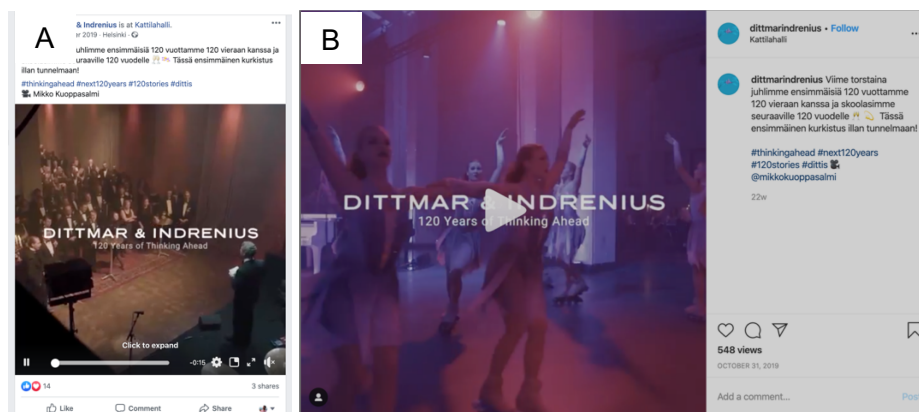 A
& Indrenius is at Kattilahalli.
2019 · Helsinki ·
uhlimme ensimmäisiä 120 vuottamme 120 vieraan kanssa ja
uraaville 120 vuodelle 🥂 Tässä ensimmäinen kurkistus
illan tunnelmaan!
#thinkingahead #next120years #120stories #dittis
🎥 Mikko Kuoppasalmi
DITTMAR & INDRENIUS
120 Years of Thinking Ahead
Click to expand
-0:15
14
3 shares
Like Comment Share
B
DITTMAR & INDRENIUS
120 Years of Thinking Ahead
dittmarindrenius • Follow
Kattilahalli
dittmarindrenius Viime torstaina
juhlimme ensimmäisiä 120 vuottamme
120 vieraan kanssa ja skoolasimme
seuraaville 120 vuodelle 🥂 💫 Tässä
ensimmäinen kurkistus illan tunnelmaan!
#thinkingahead #next120years
#120stories #dittis 🎥
@mikkokuoppasalmi
22w
548 views
OCTOBER 31, 2019
Add a comment...
Pos